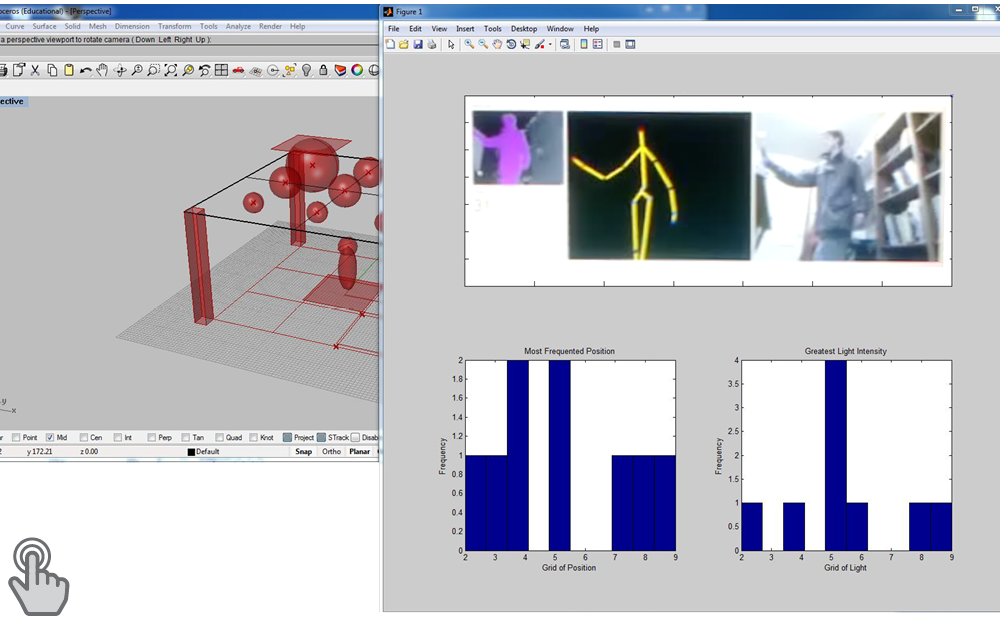 oceros (Educational) - [Perspective]
Curve Surface Solid Mesh Dimension Transform Tools Analyze Render Help
a perspective viewport to rotate camera ( Down Left Right Up ):
ective
y
x
Point Mid Cen Int Perp Tan Quad Knot Project STrack Disab
y 172.21 z 0.00 Default Snap Ortho Planar
Figure 1
File Edit View Insert Tools Desktop Window Help
Most Frequented Position
2
1.8
1.6
1.4
1.2
1
0.8
0.6
0.4
0.2
0
Frequency
2 3 4 5 6 7 8 9
Grid of Position
Greatest Light Intensity
4
3.5
3
2.5
2
1.5
1
0.5
0
Frequency
2 3 4 5 6 7 8 9
Grid of Light